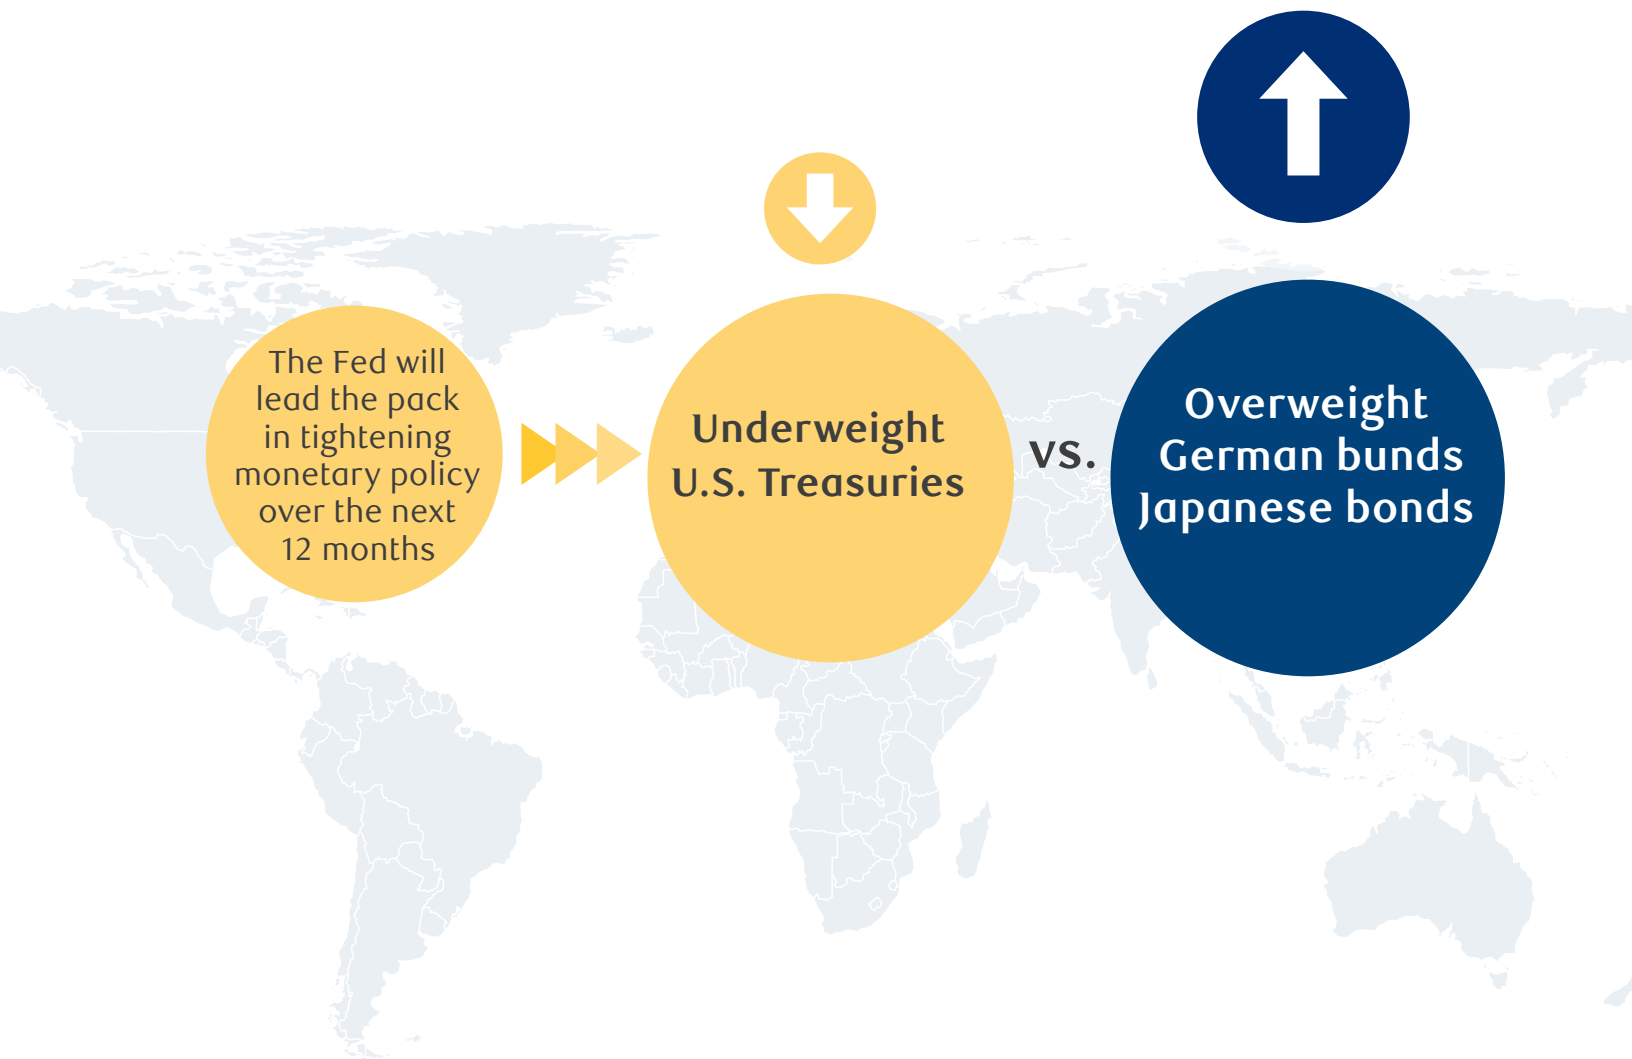 The Fed will
lead the pack
in tightening
monetary policy
over the next
12 months
Underweight
U.S. Treasuries
vs.
Overweight
German bunds
Japanese bonds